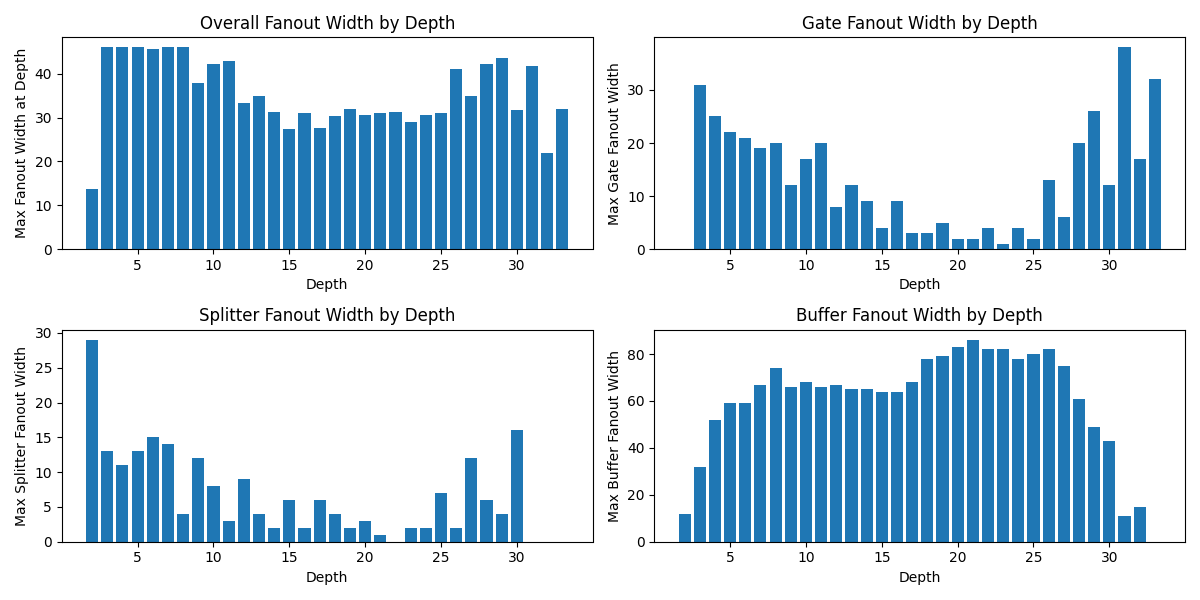 Overall Fanout Width by Depth
Max Fanout Width at Depth
40
30
20
10
0
5 10 15 20 25 30
Depth
Gate Fanout Width by Depth
Max Gate Fanout Width
30
20
10
0
5 10 15 20 25 30
Depth
Splitter Fanout Width by Depth
Max Splitter Fanout Width
30
25
20
15
10
5
0
5 10 15 20 25 30
Depth
Buffer Fanout Width by Depth
Max Buffer Fanout Width
80
60
40
20
0
5 10 15 20 25 30
Depth